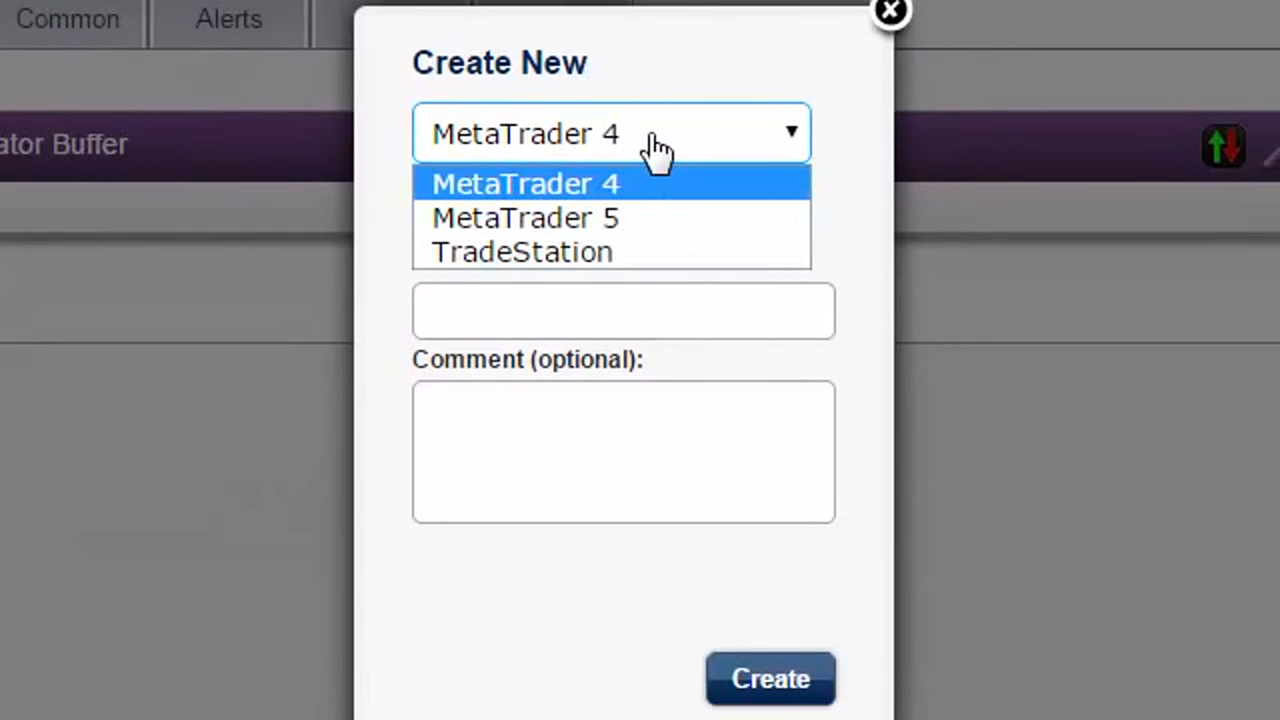 Common
Alerts
Create New
MetaTrader 4
ator Buffer
MetaTrader 4
MetaTrader 5
TradeStation
Comment (optional):
Create